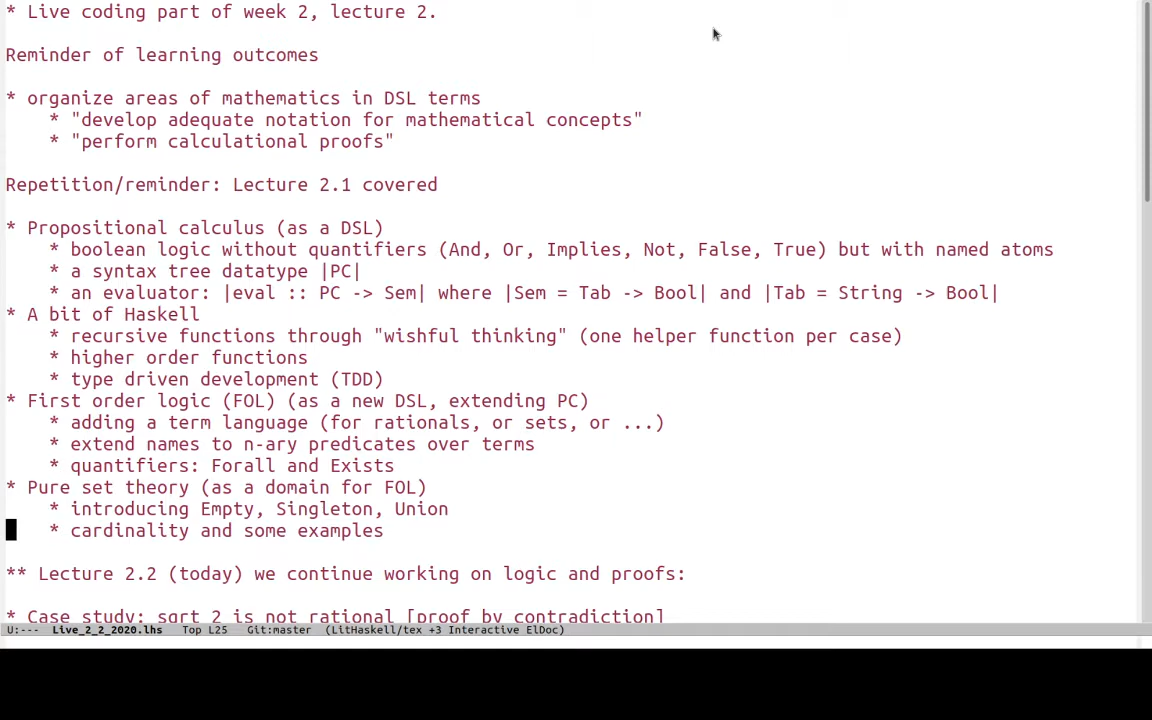 * Live coding part of week 2, lecture 2.
Reminder of learning outcomes
* organize areas of mathematics in DSL terms
* "develop adequate notation for mathematical concepts"
* "perform calculational proofs"
Repetition/reminder: Lecture 2.1 covered
* Propositional calculus (as a DSL)
* boolean logic without quantifiers (And, Or, Implies, Not, False, True) but with named atoms
* a syntax tree datatype |PC|
* an evaluator: |eval :: PC -> Sem| where |Sem = Tab -> Bool| and |Tab = String -> Bool|
* A bit of Haskell
* recursive functions through "wishful thinking" (one helper function per case)
* higher order functions
* type driven development (TDD)
* First order logic (FOL) (as a new DSL, extending PC)
* adding a term language (for rationals, or sets, or ...)
* extend names to n-ary predicates over terms
* quantifiers: Forall and Exists
* Pure set theory (as a domain for FOL)
* introducing Empty, Singleton, Union
* cardinality and some examples
** Lecture 2.2 (today) we continue working on logic and proofs:
* Case study: sqrt 2 is not rational [proof by contradiction]
U:--- Live_2_2_2020.lhs Top L25 Git:master (LitHaskell/tex +3 Interactive ElDoc)